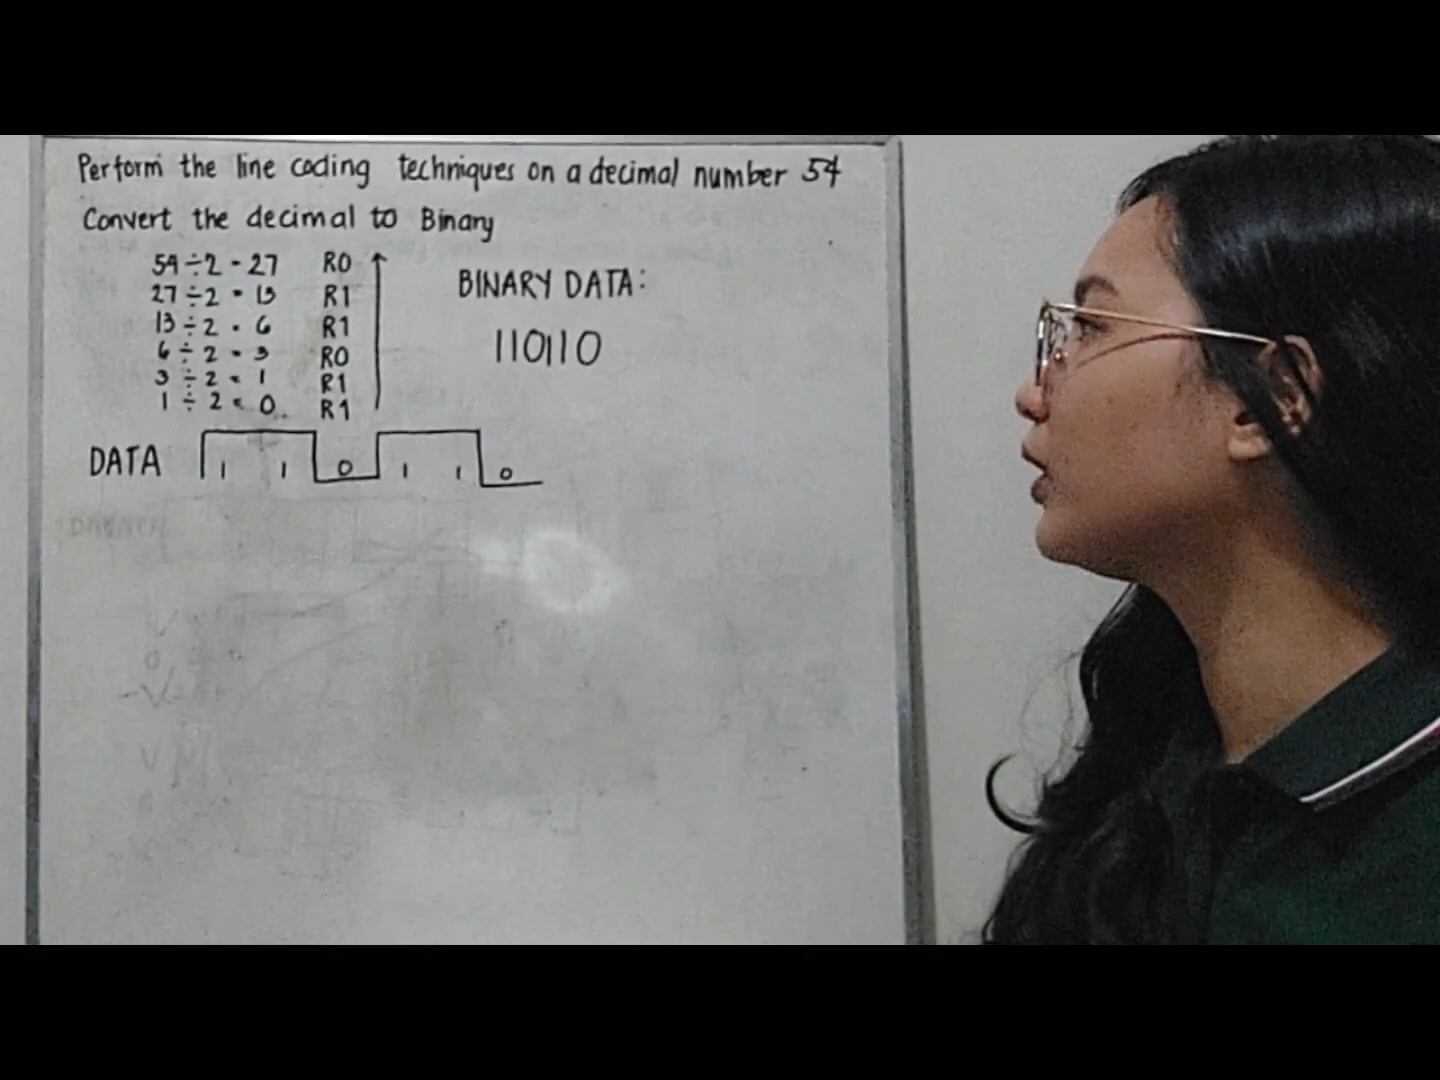 Perform the line coding techniques on a decimal number 54
Convert the decimal to Binary
54 ÷ 2 = 27 R0
27 ÷ 2 = 13 R1
13 ÷ 2 = 6 R1
6 ÷ 2 = 3 R0
3 ÷ 2 = 1 R1
1 ÷ 2 = 0 R1
BINARY DATA:
110110
DATA 1 1 0 1 1 0